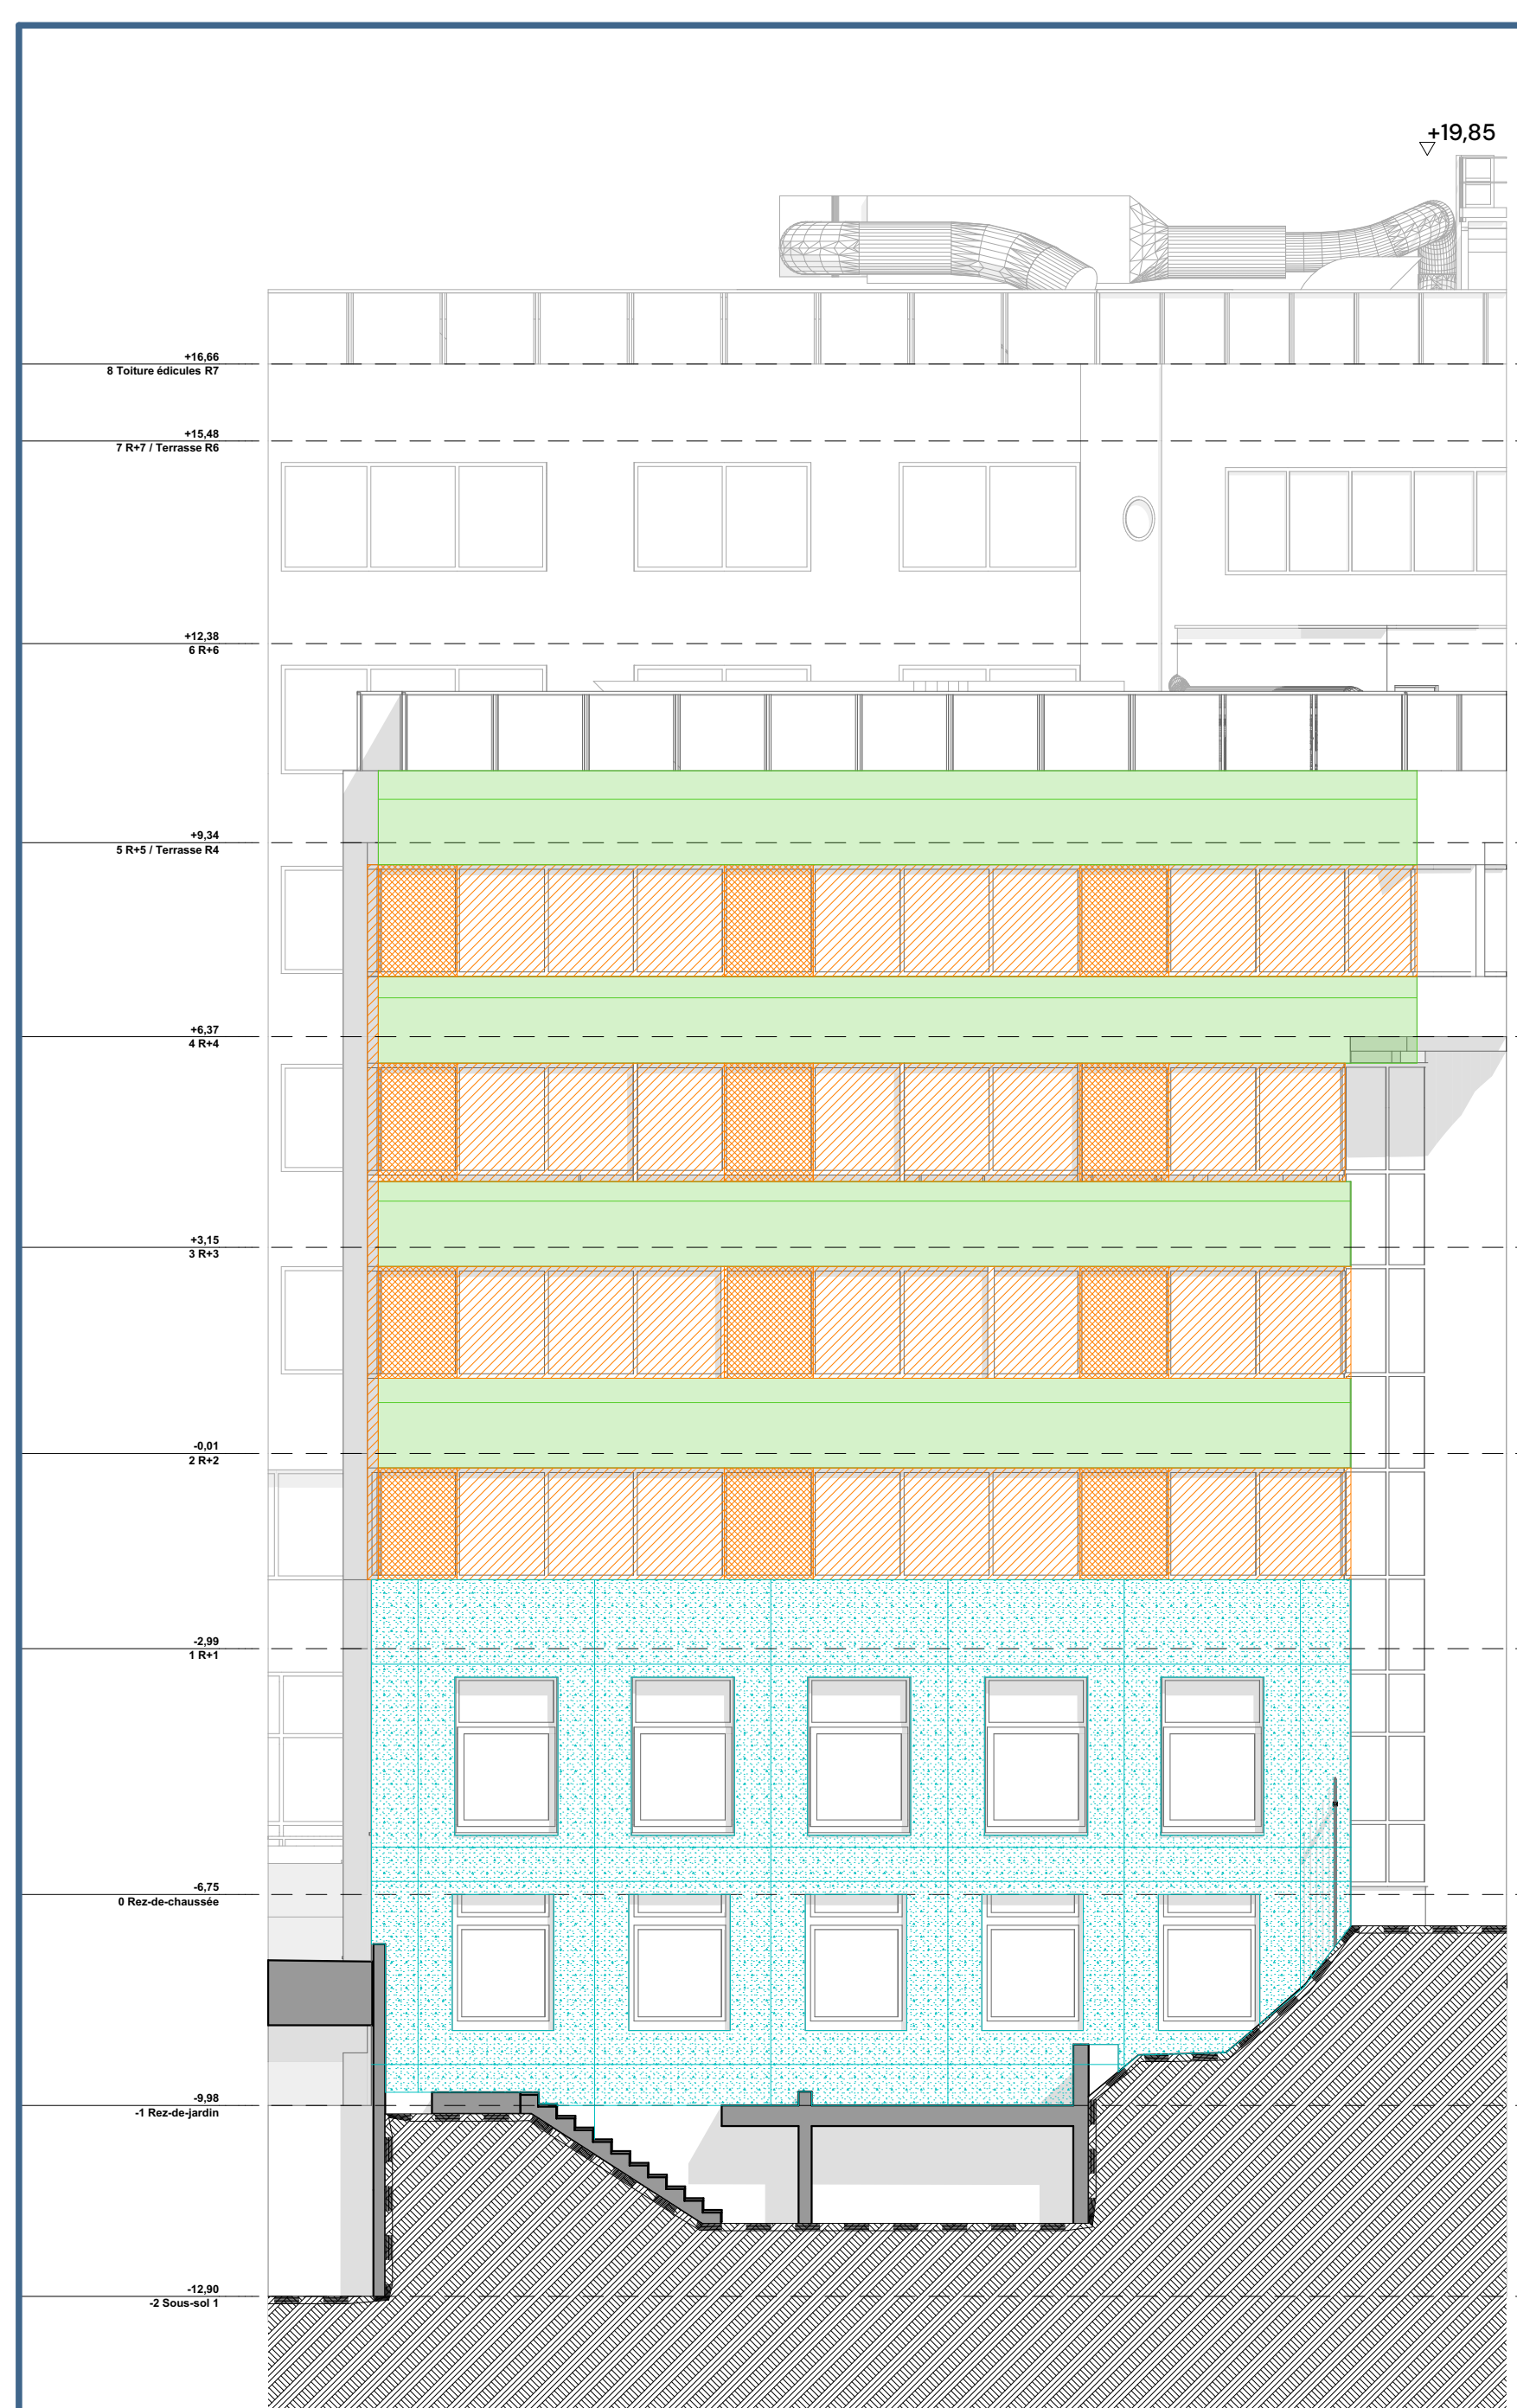 +19,85
+16,66
8 Toiture édicules R7
+15,48
7 R+7 / Terrasse R6
+12,38
6 R+6
+9,34
5 R+5 / Terrasse R4
+6,37
4 R+4
+3,15
3 R+3
-0,01
2 R+2
-2,99
1 R+1
-6,75
0 Rez-de-chaussée
-9,98
-1 Rez-de-jardin
-12,90
-2 Sous-sol 1